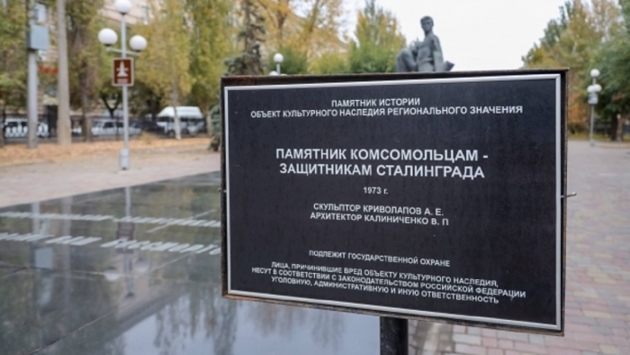 ПАМЯТНИК ИСТОРИИ
ОБЪЕКТ КУЛЬТУРНОГО НАСЛЕДИЯ РЕГИОНАЛЬНОГО ЗНАЧЕНИЯ
ПАМЯТНИК КОМСОМОЛЬЦАМ -
ЗАЩИТНИКАМ СТАЛИНГРАДА
1973 г.
СКУЛЬПТОР КРИВОЛАПОВ А. Е.
АРХИТЕКТОР КАЛИНИЧЕНКО В. П
ПОДЛЕЖИТ ГОСУДАРСТВЕННОЙ ОХРАНЕ
ЛИЦА, ПРИЧИНИВШИЕ ВРЕД ОБЪЕКТУ КУЛЬТУРНОГО НАСЛЕДИЯ,
НЕСУТ В СООТВЕТСТВИИ С ЗАКОНОДАТЕЛЬСТВОМ РОССИЙСКОЙ ФЕДЕРАЦИИ
УГОЛОВНУЮ, АДМИНИСТРАТИВНУЮ И ИНУЮ ОТВЕТСТВЕННОСТЬ